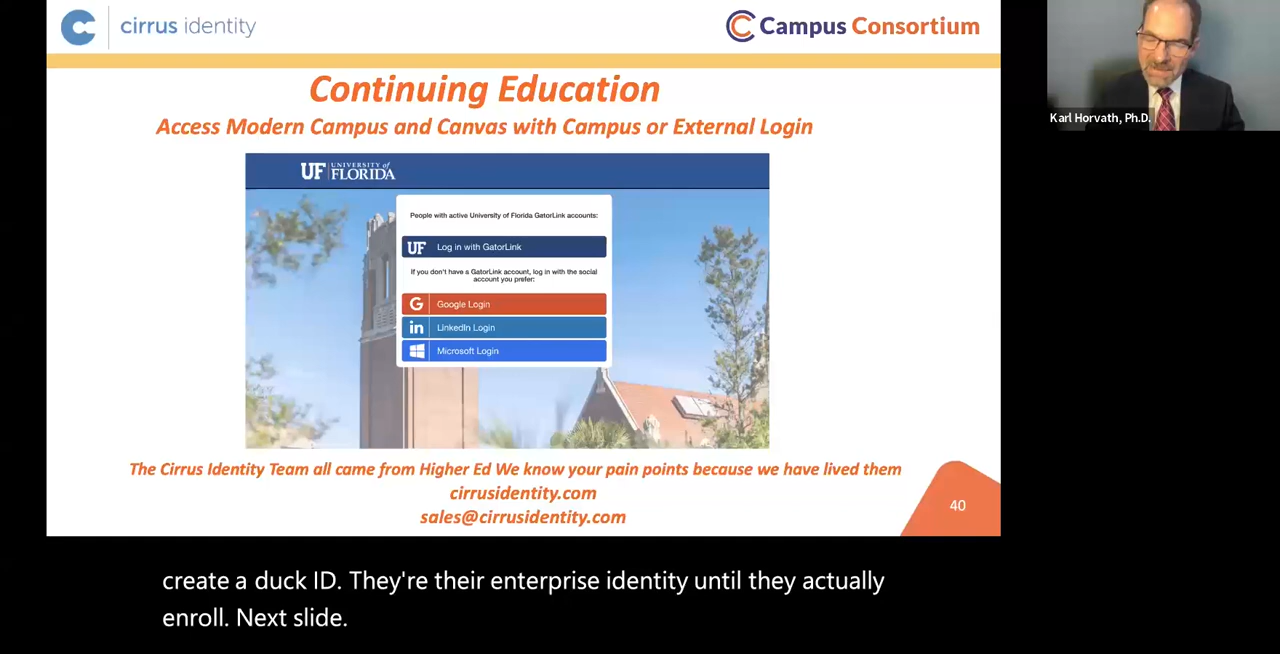 cirrus identity
Campus Consortium
Karl Horvath, Ph.D.
Continuing Education
Access Modern Campus and Canvas with Campus or External Login
UF UNIVERSITY of FLORIDA
People with active University of Florida GatorLink accounts:
UF Log in with GatorLink
If you don't have a GatorLink account, log in with the social
account you prefer:
G Google Login
in LinkedIn Login
Microsoft Login
The Cirrus Identity Team all came from Higher Ed We know your pain points because we have lived them
cirrusidentity.com
sales@cirrusidentity.com
40
create a duck ID. They're their enterprise identity until they actually
enroll. Next slide.